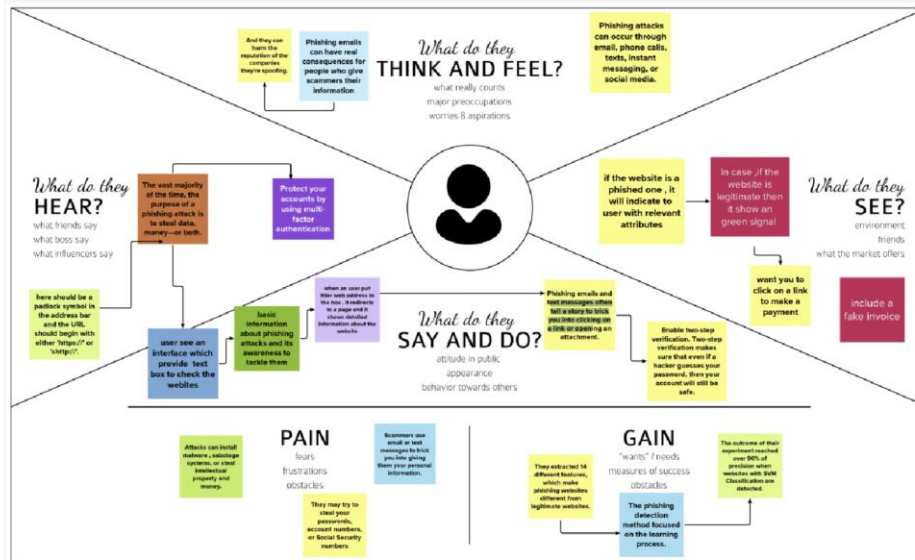 And they can
harm the
reputation of the
companies
they're spoofing.
Phishing emails
can have real
consequences for
people who give
scammers their
information
What do they
THINK AND FEEL?
what really counts
major preoccupations
worries & aspirations
Phishing attacks
can occur through
email, phone calls,
texts, instant
messaging, or
social media.
What do they
HEAR?
what friends say
what boss say
what influencers say
The vast majority
of the time, the
purpose of a
phishing attack is
to steal data,
money—or both.
Protect your
accounts by
using multi-
factor
authentication
here should be a
padlock symbol in
the address bar
and the URL
should begin with
either 'https://' or
'shttp://'.
user see an
interface which
provide text
box to check the
webites
basic
information
about phishing
attacks and its
awareness to
tackle them
when an user put
thier web address to
the box , it redirects
to a page and it
shows detailed
information about the
website
What do they
SAY AND DO?
attitude in public
appearance
behavior towards others
Phishing emails and
text messages often
tell a story to trick
you into clicking on
a link or opening an
attachment.
Enable two-step
verification. Two-step
verification makes
sure that even if a
hacker guesses your
password, then your
account will still be
safe.
if the website is a
phished one , it
will indicate to
user with relevant
attributes
In case ,if the
website is
legitimate then
it show an
green signal
What do they
SEE?
environment
friends
what the market offers
want you to
click on a link
to make a
payment
include a
fake invoice
PAIN
fears
frustrations
obstacles
Attacks can install
malware , sabotage
systems, or steal
intellectual
property and
money.
Scammers use
email or text
messages to trick
you into giving
them your personal
information.
They may try to
steal your
passwords,
account numbers,
or Social Security
numbers
GAIN
"wants" / needs
measures of success
obstacles
They extracted 14
different features,
which make
phishing websites
different from
legitimate websites.
The phishing
detection
method focused
on the learning
process.
The outcome of their
experiment reached
over 90% of
precision when
websites with SVM
Classification are
detected.